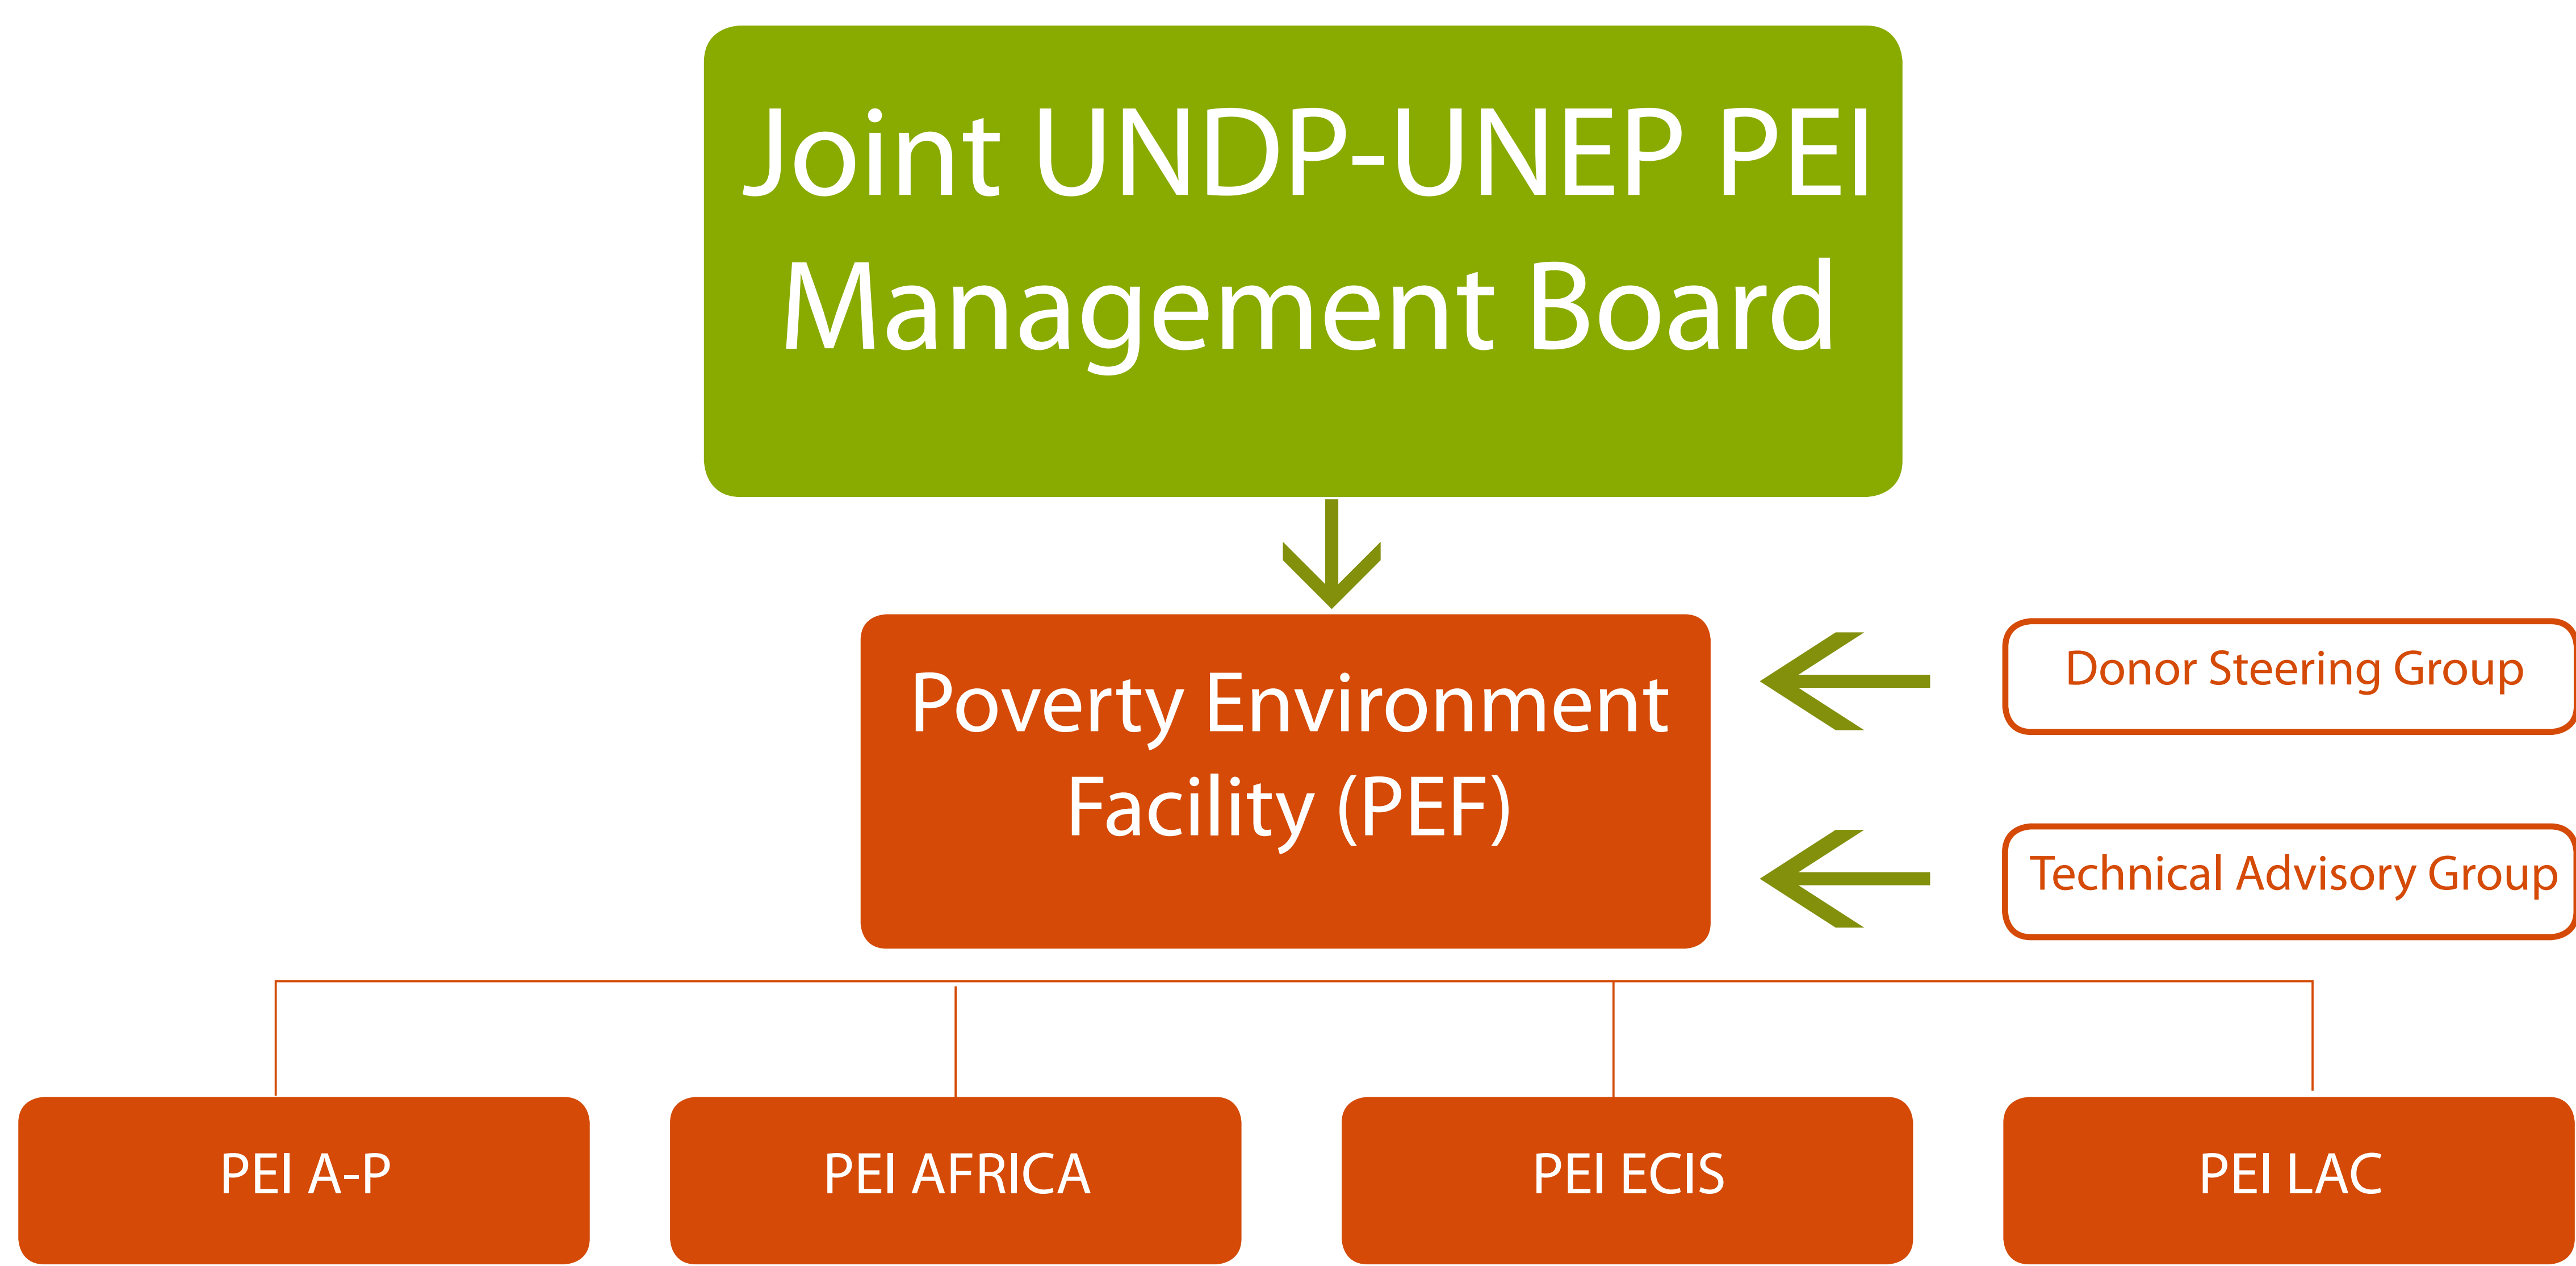 Joint UNDP-UNEP PEI
Management Board
Poverty Environment
Facility (PEF)
Donor Steering Group
Technical Advisory Group
PEI A-P
PEI AFRICA
PEI ECIS
PEI LAC